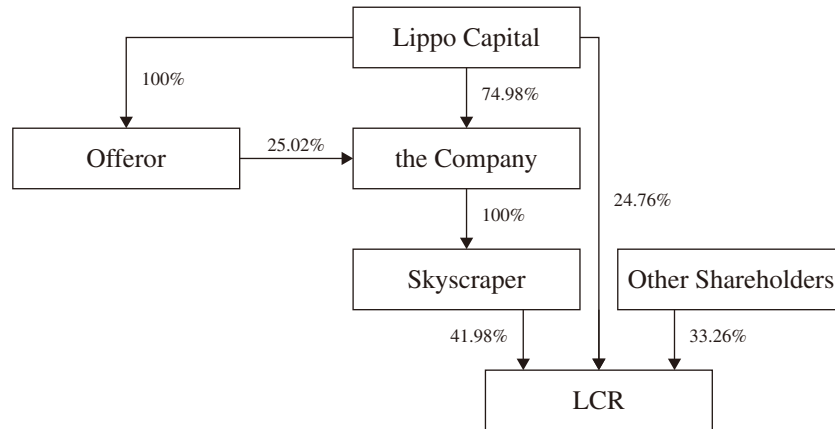 Lippo Capital
100%
74.98%
Offeror
25.02%
the Company
100%
24.76%
Skyscraper
Other Shareholders
41.98%
33.26%
LCR